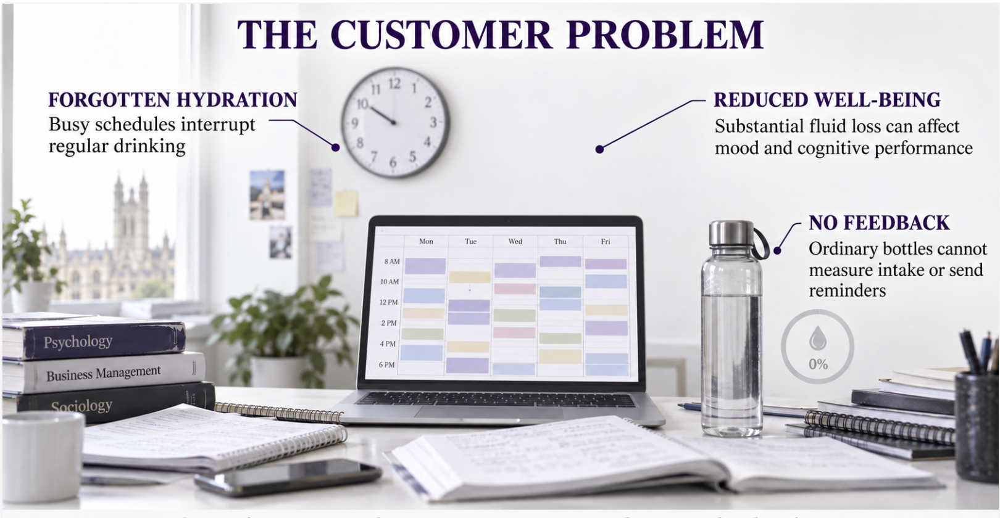 THE CUSTOMER PROBLEM
FORGOTTEN HYDRATION
Busy schedules interrupt
regular drinking
REDUCED WELL-BEING
Substantial fluid loss can affect
mood and cognitive performance
NO FEEDBACK
Ordinary bottles cannot
measure intake or send
reminders
0%
12
1
2
3
4
5
6
7
8
9
10
11
Mon Tue Wed Thu Fri
8 AM
10 AM
12 PM
2 PM
4 PM
6 PM
Psychology
Business Management
Sociology